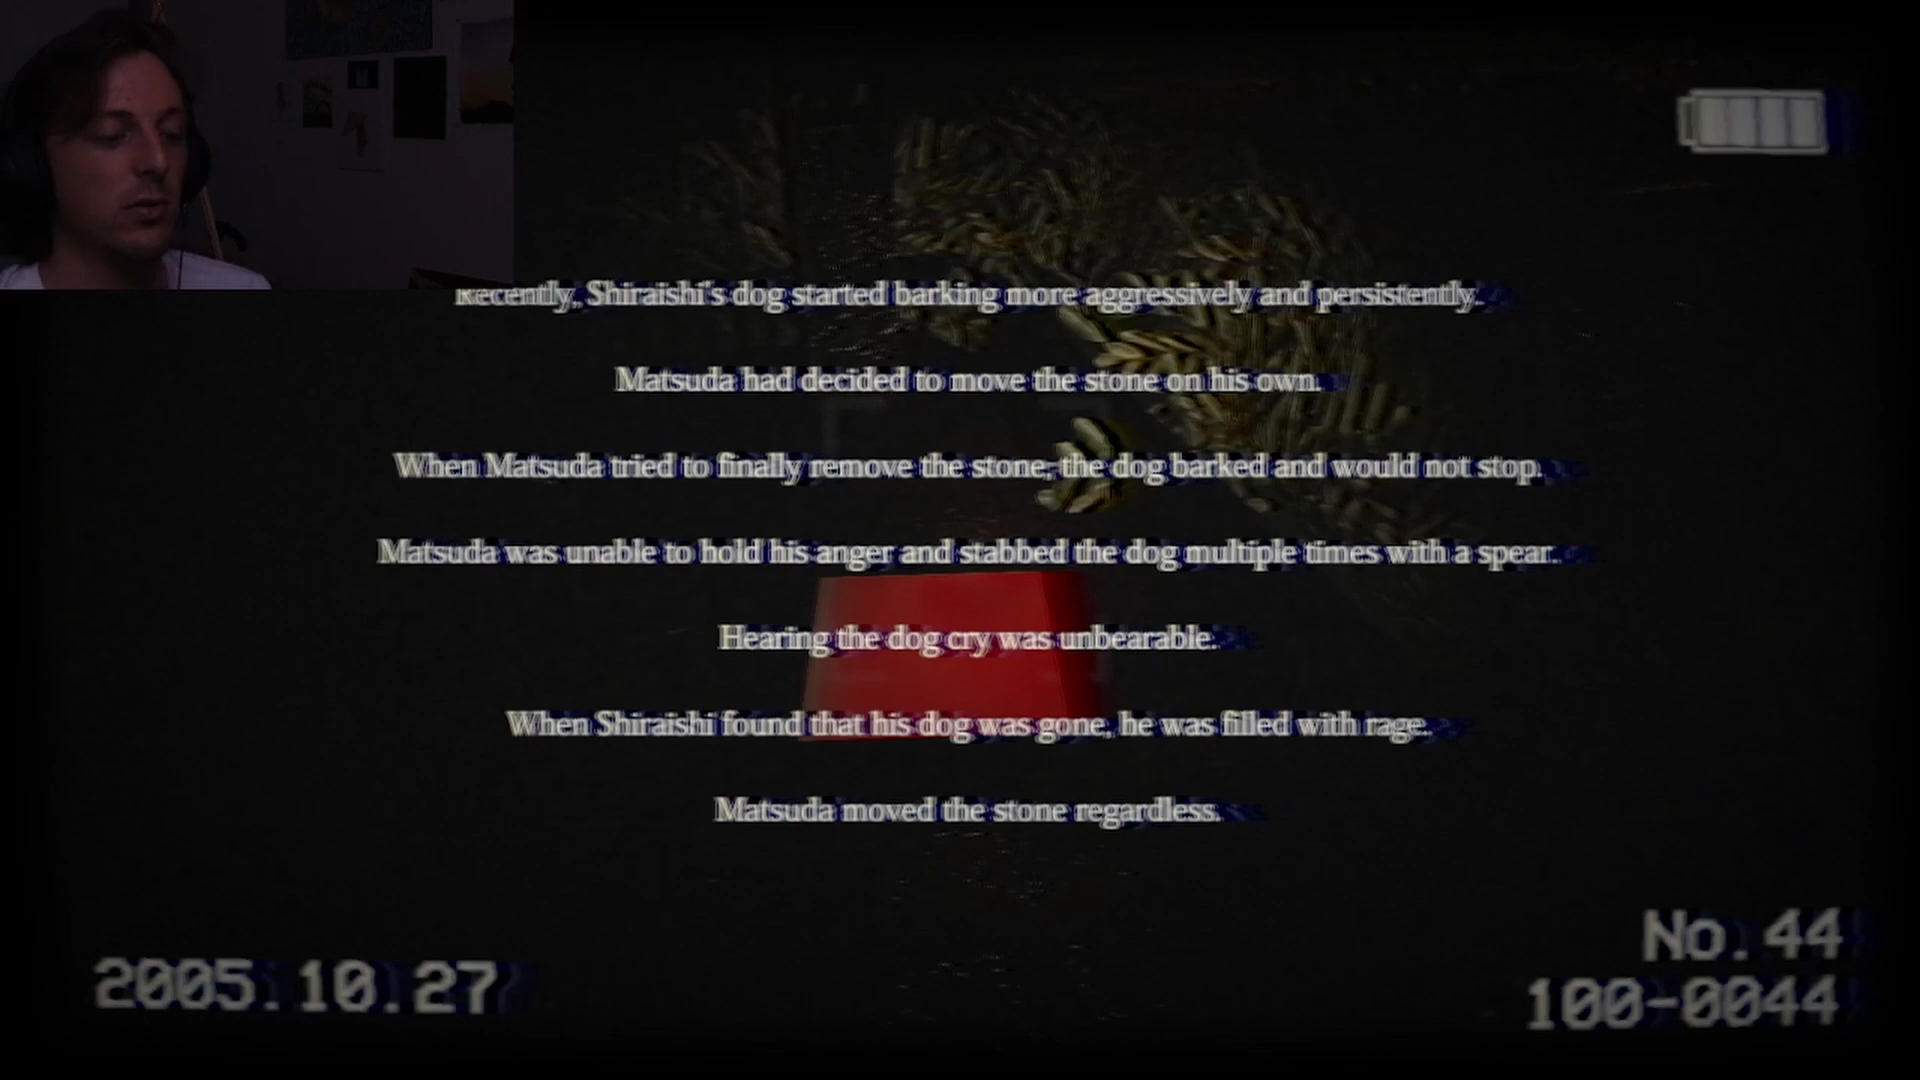 Recently, Shiraishi's dog started barking more aggressively and persistently.
Matsuda had decided to move the stone on his own.
When Matsuda tried to finally remove the stone, the dog barked and would not stop.
Matsuda was unable to hold his anger and stabbed the dog multiple times with a spear.
Hearing the dog cry was unbearable.
When Shiraishi found that his dog was gone, he was filled with rage.
Matsuda moved the stone regardless.
No.44
2005.10.27
100-0044